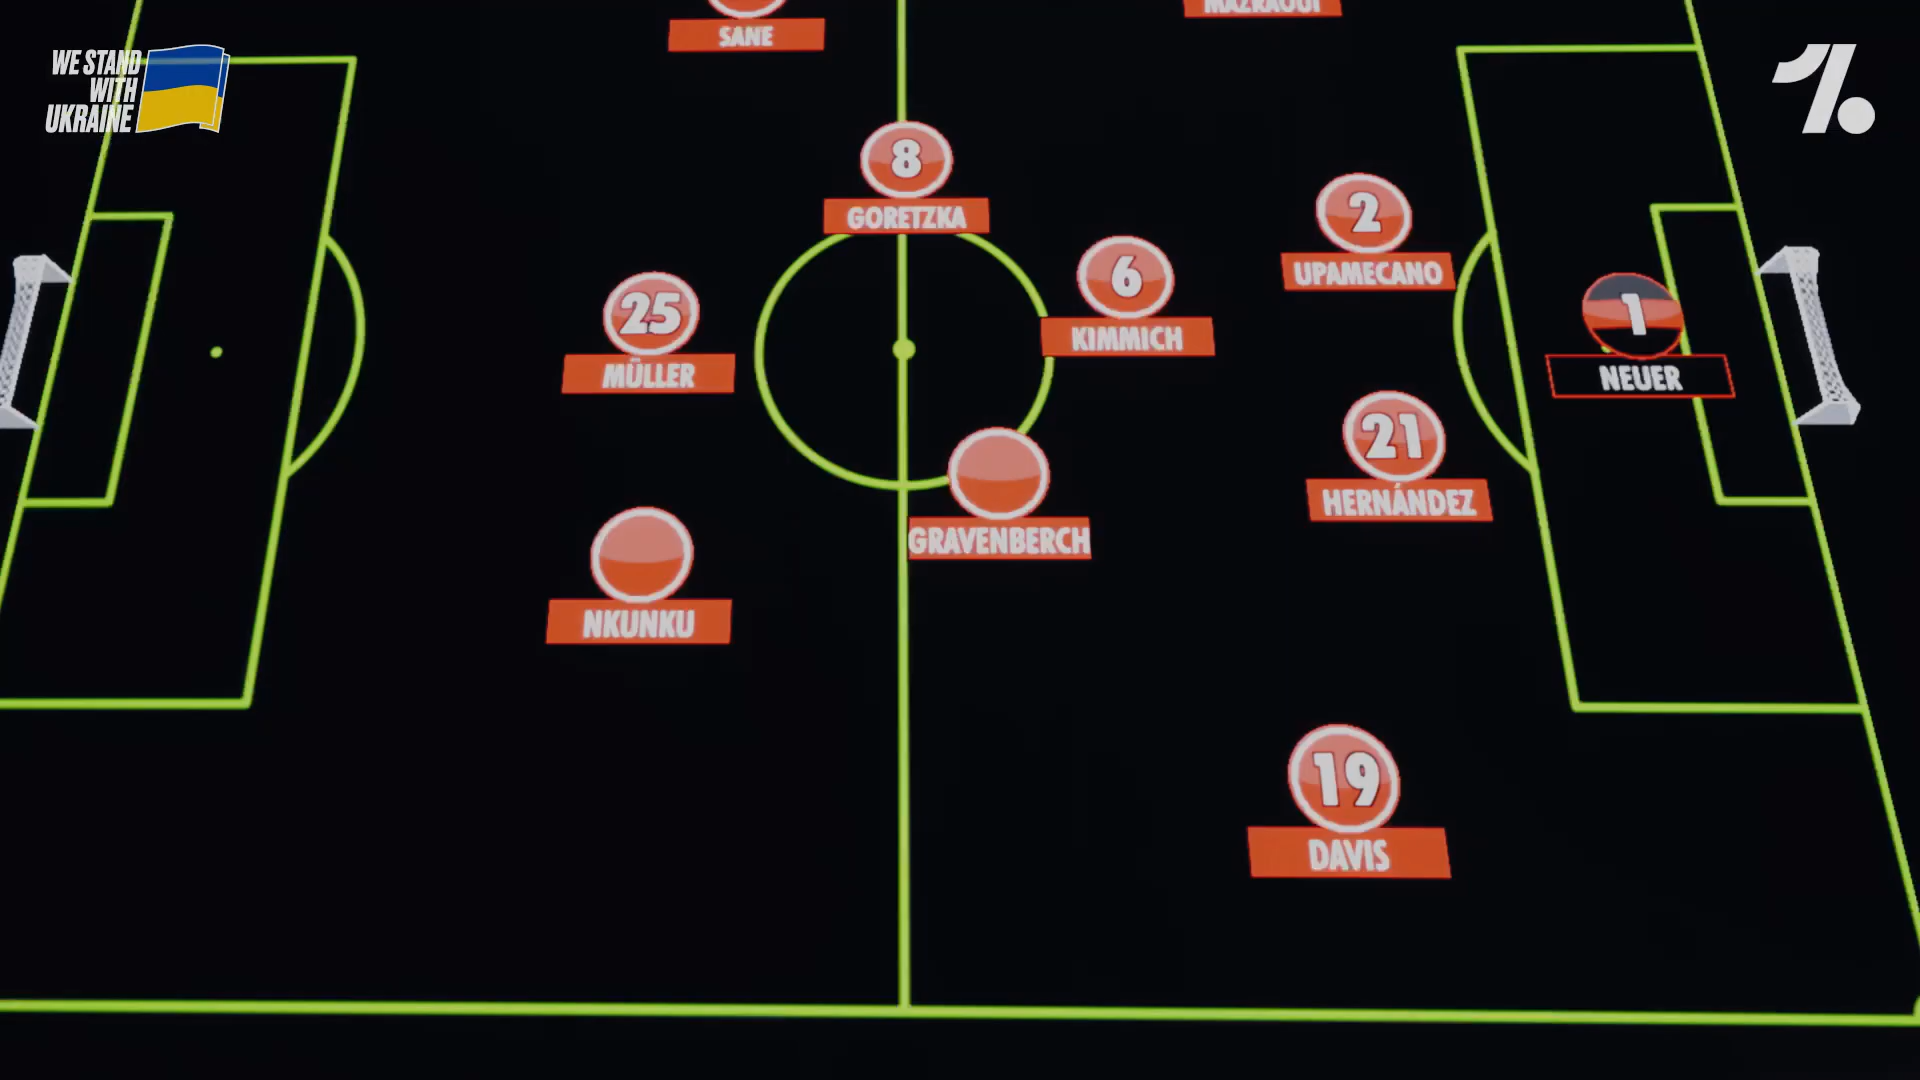 MAZRAOUI
SANE
WE STAND
WITH
UKRAINE
8
GORETZKA
2
UPAMECANO
6
KIMMICH
25
MÜLLER
1
NEUER
21
HERNÁNDEZ
GRAVENBERCH
NKUNKU
19
DAVIS